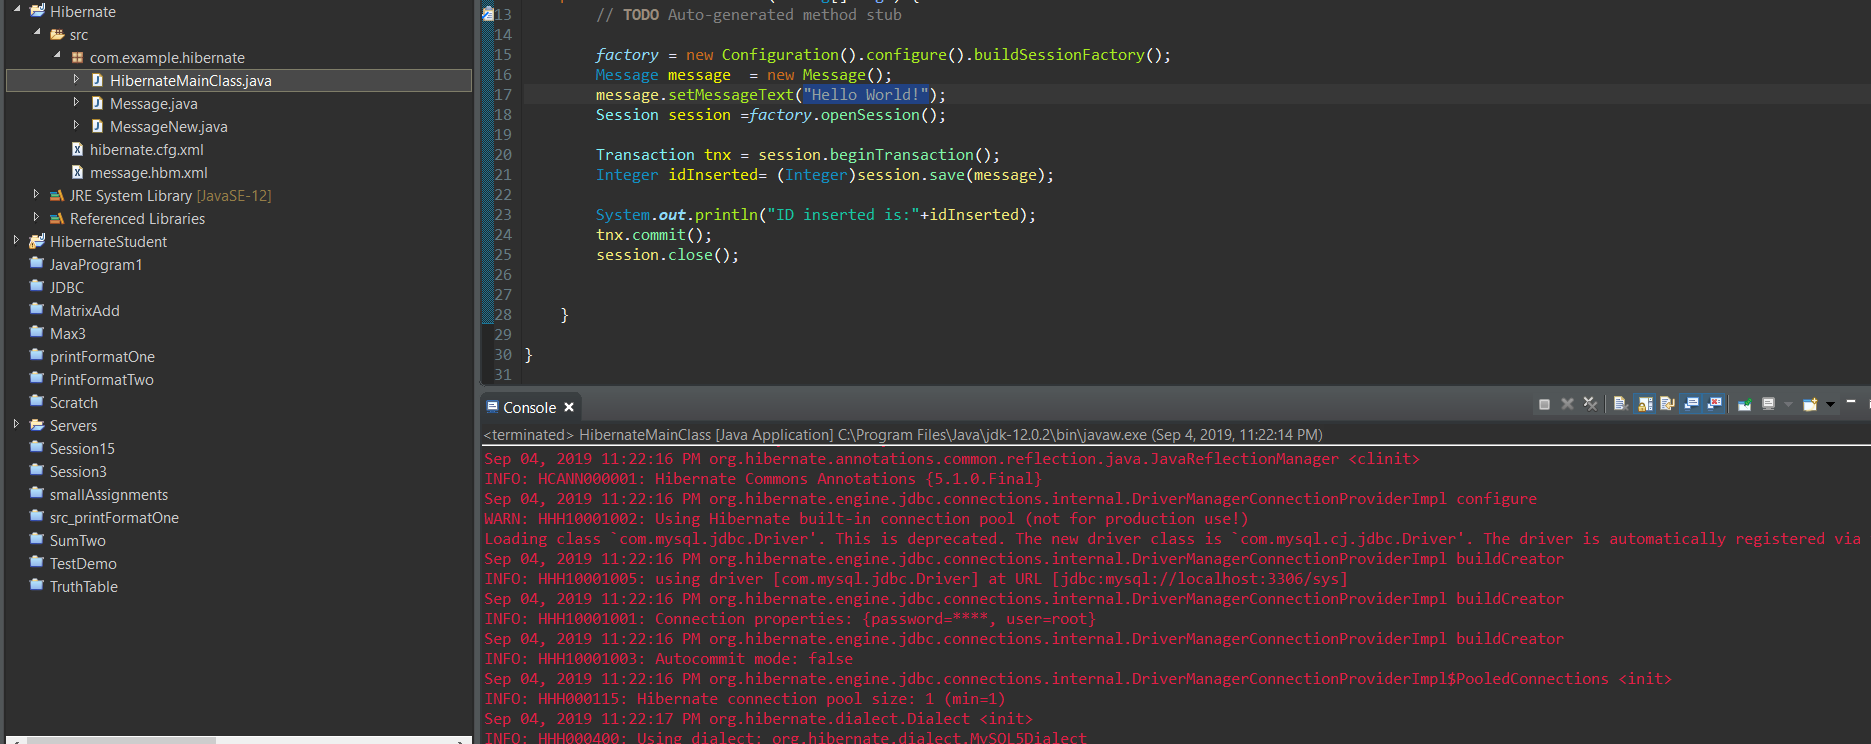 Hibernate
src
com.example.hibernate
HibernateMainClass.java
Message.java
MessageNew.java
hibernate.cfg.xml
message.hbm.xml
JRE System Library [JavaSE-12]
Referenced Libraries
HibernateStudent
JavaProgram1
JDBC
MatrixAdd
Max3
printFormatOne
PrintFormatTwo
Scratch
Servers
Session15
Session3
smallAssignments
src_printFormatOne
SumTwo
TestDemo
TruthTable
13 // TODO Auto-generated method stub
14
15 factory = new Configuration().configure().buildSessionFactory();
16 Message message  = new Message();
17 message.setMessageText("Hello World!");
18 Session session =factory.openSession();
19
20 Transaction tnx = session.beginTransaction();
21 Integer idInserted= (Integer)session.save(message);
22
23 System.out.println("ID inserted is:"+idInserted);
24 tnx.commit();
25 session.close();
26
27
28 }
29
30 }
31
Console
<terminated> HibernateMainClass [Java Application] C:\Program Files\Java\jdk-12.0.2\bin\javaw.exe (Sep 4, 2019, 11:22:14 PM)
Sep 04, 2019 11:22:16 PM org.hibernate.annotations.common.reflection.java.JavaReflectionManager <clinit>
INFO: HCANN000001: Hibernate Commons Annotations {5.1.0.Final}
Sep 04, 2019 11:22:16 PM org.hibernate.engine.jdbc.connections.internal.DriverManagerConnectionProviderImpl configure
WARN: HHH10001002: Using Hibernate built-in connection pool (not for production use!)
Loading class `com.mysql.jdbc.Driver'. This is deprecated. The new driver class is `com.mysql.cj.jdbc.Driver'. The driver is automatically registered via
Sep 04, 2019 11:22:16 PM org.hibernate.engine.jdbc.connections.internal.DriverManagerConnectionProviderImpl buildCreator
INFO: HHH10001005: using driver [com.mysql.jdbc.Driver] at URL [jdbc:mysql://localhost:3306/sys]
Sep 04, 2019 11:22:16 PM org.hibernate.engine.jdbc.connections.internal.DriverManagerConnectionProviderImpl buildCreator
INFO: HHH10001001: Connection properties: {password=****, user=root}
Sep 04, 2019 11:22:16 PM org.hibernate.engine.jdbc.connections.internal.DriverManagerConnectionProviderImpl buildCreator
INFO: HHH10001003: Autocommit mode: false
Sep 04, 2019 11:22:16 PM org.hibernate.engine.jdbc.connections.internal.DriverManagerConnectionProviderImpl$PooledConnections <init>
INFO: HHH000115: Hibernate connection pool size: 1 (min=1)
Sep 04, 2019 11:22:17 PM org.hibernate.dialect.Dialect <init>
INFO: HHH000400: Using dialect: org.hibernate.dialect.MySQL5Dialect